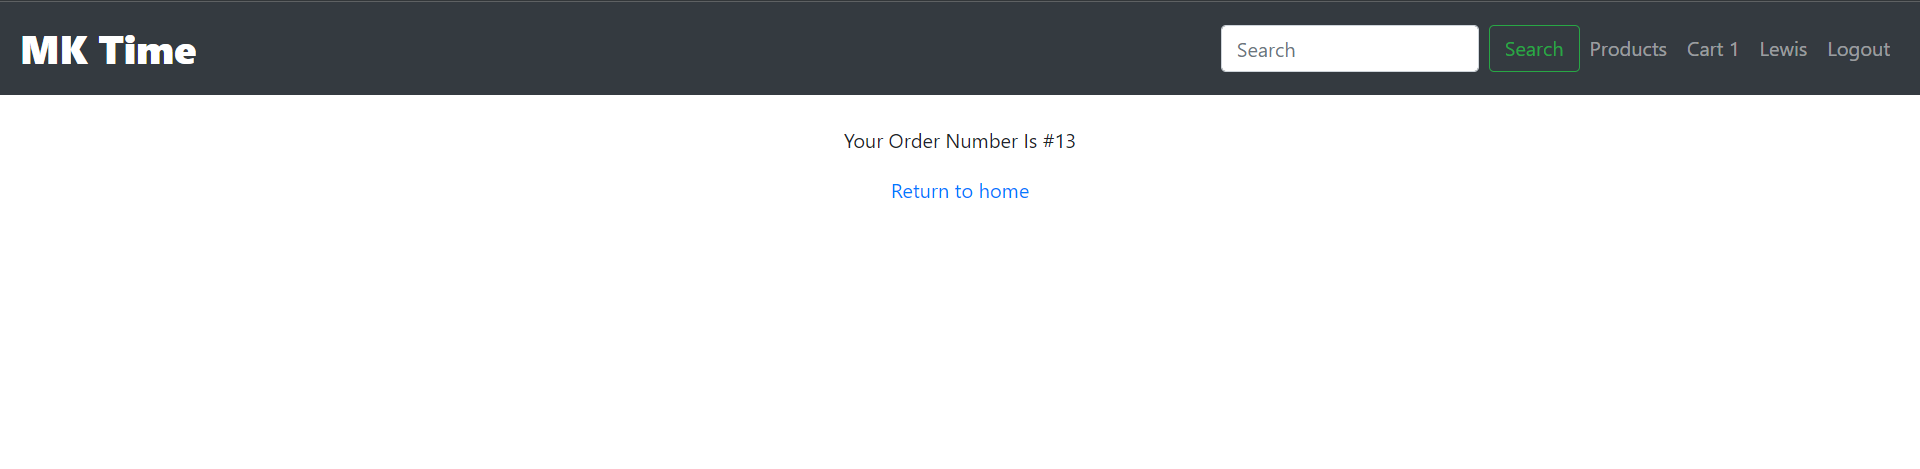 MK Time
Search Search Products Cart 1 Lewis Logout
Your Order Number Is #13
Return to home